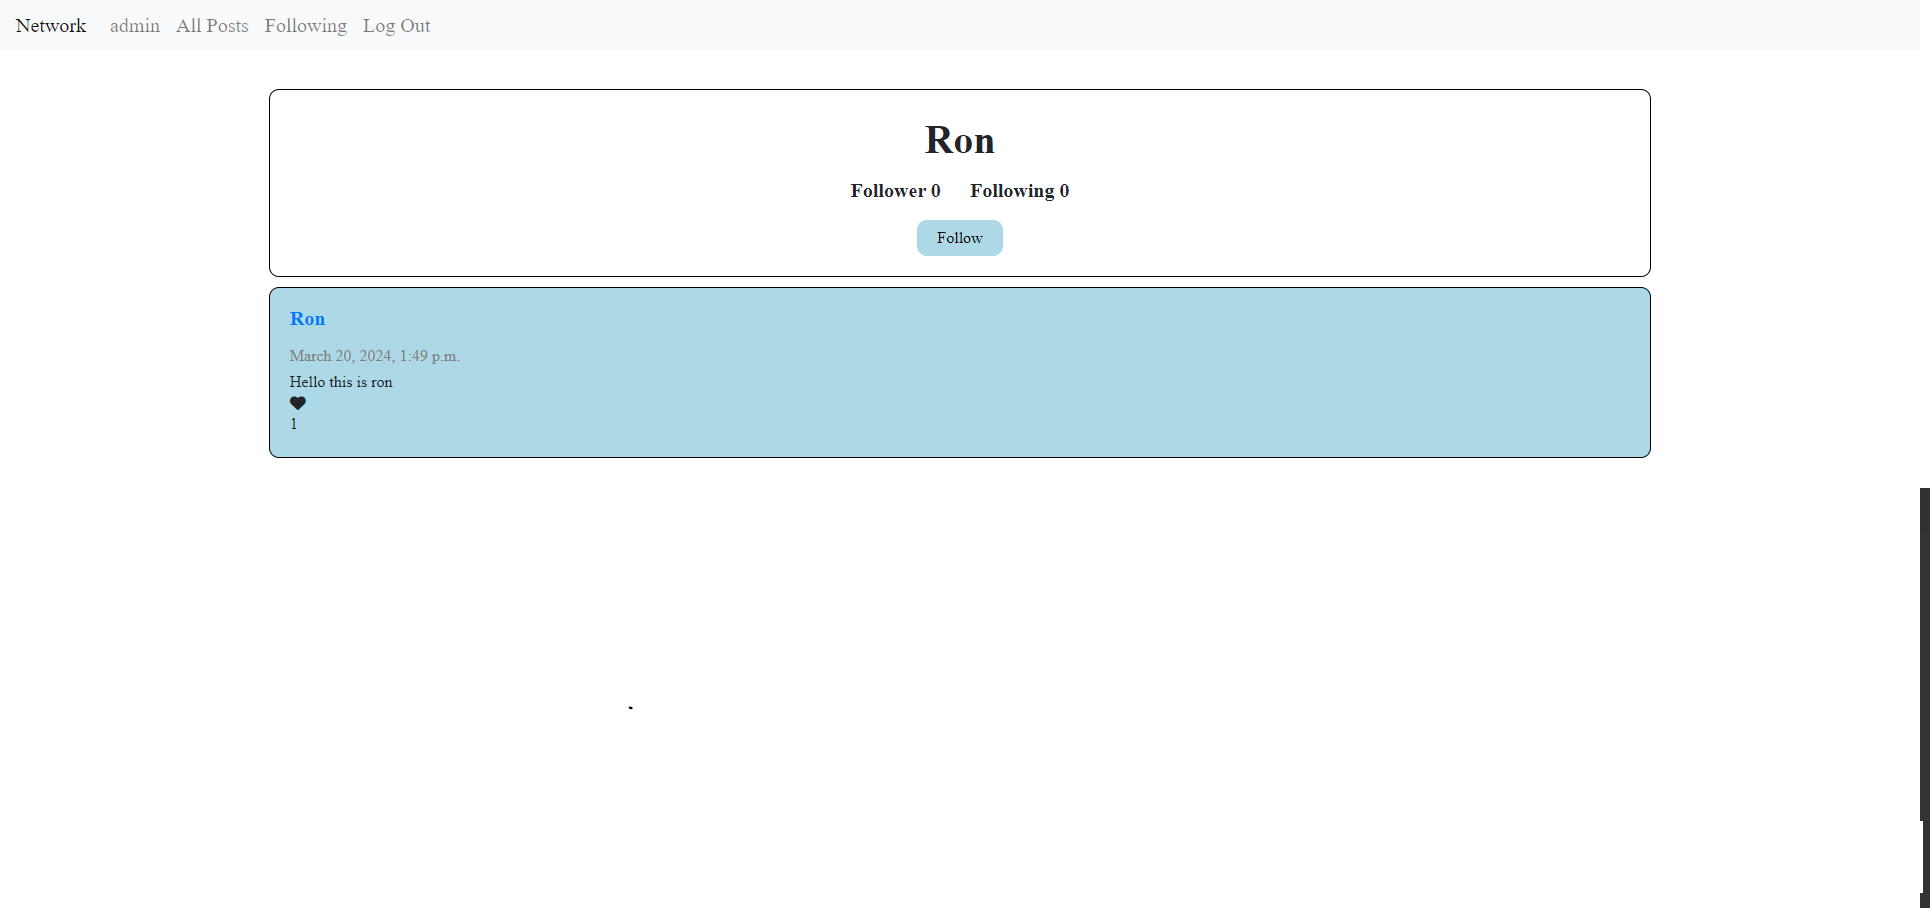 Network admin All Posts Following Log Out
Ron
Follower 0 Following 0
Follow
Ron
March 20, 2024, 1:49 p.m.
Hello this is ron
1